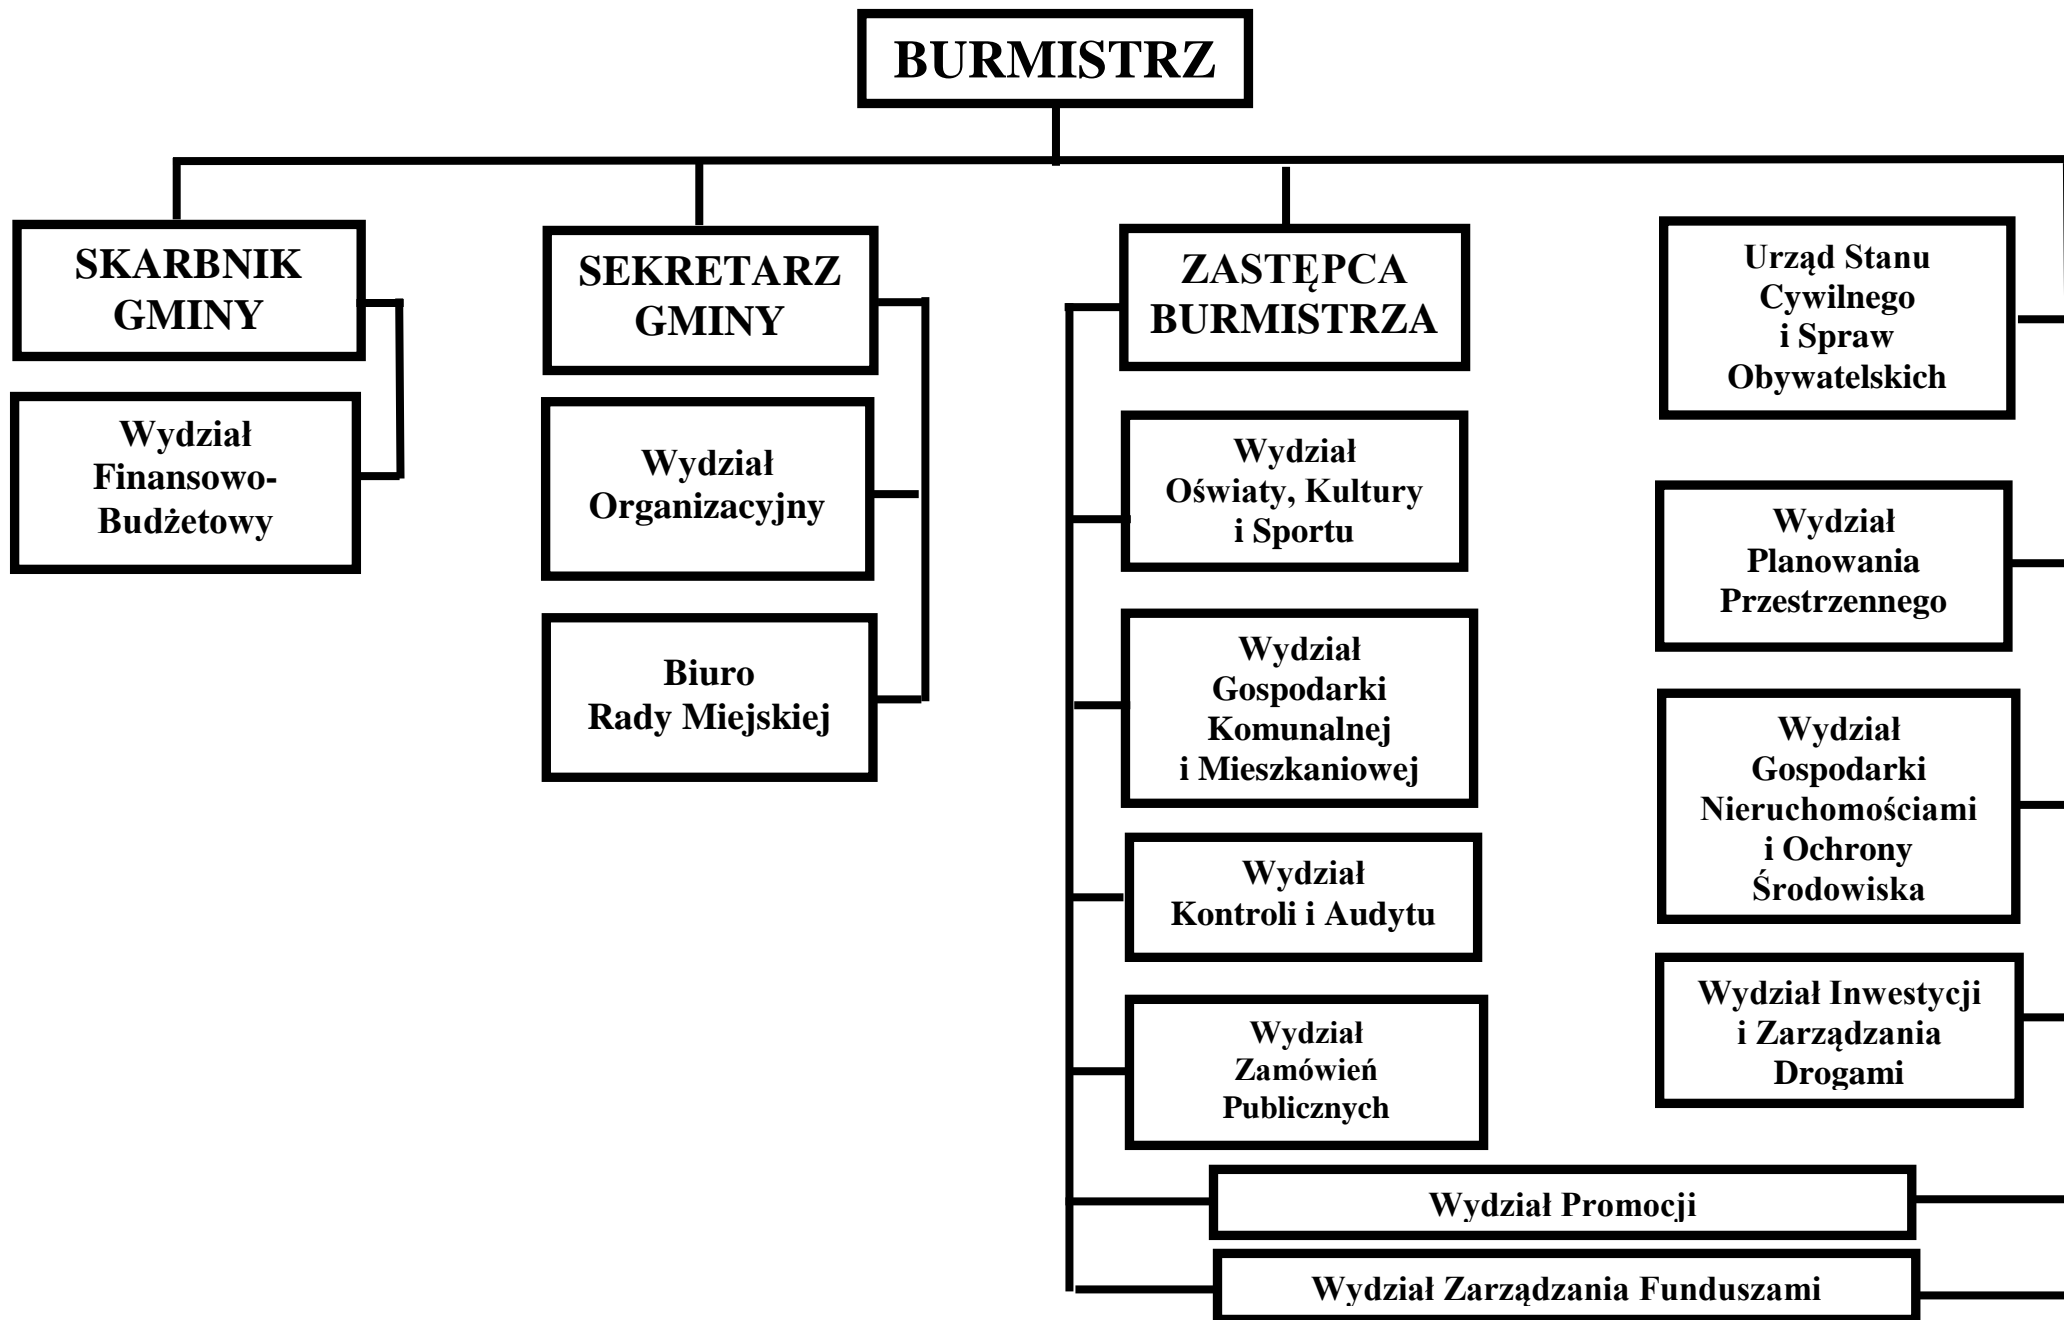 BURMISTRZ
SKARBNIK
GMINY
Wydział
Finansowo-
Budżetowy
SEKRETARZ
GMINY
Wydział
Organizacyjny
Biuro
Rady Miejskiej
ZASTĘPCA
BURMISTRZA
Wydział
Oświaty, Kultury
i Sportu
Wydział
Gospodarki
Komunalnej
i Mieszkaniowej
Wydział
Kontroli i Audytu
Wydział
Zamówień
Publicznych
Urząd Stanu
Cywilnego
i Spraw
Obywatelskich
Wydział
Planowania
Przestrzennego
Wydział
Gospodarki
Nieruchomościami
i Ochrony
Środowiska
Wydział Inwestycji
i Zarządzania
Drogami
Wydział Promocji
Wydział Zarządzania Funduszami